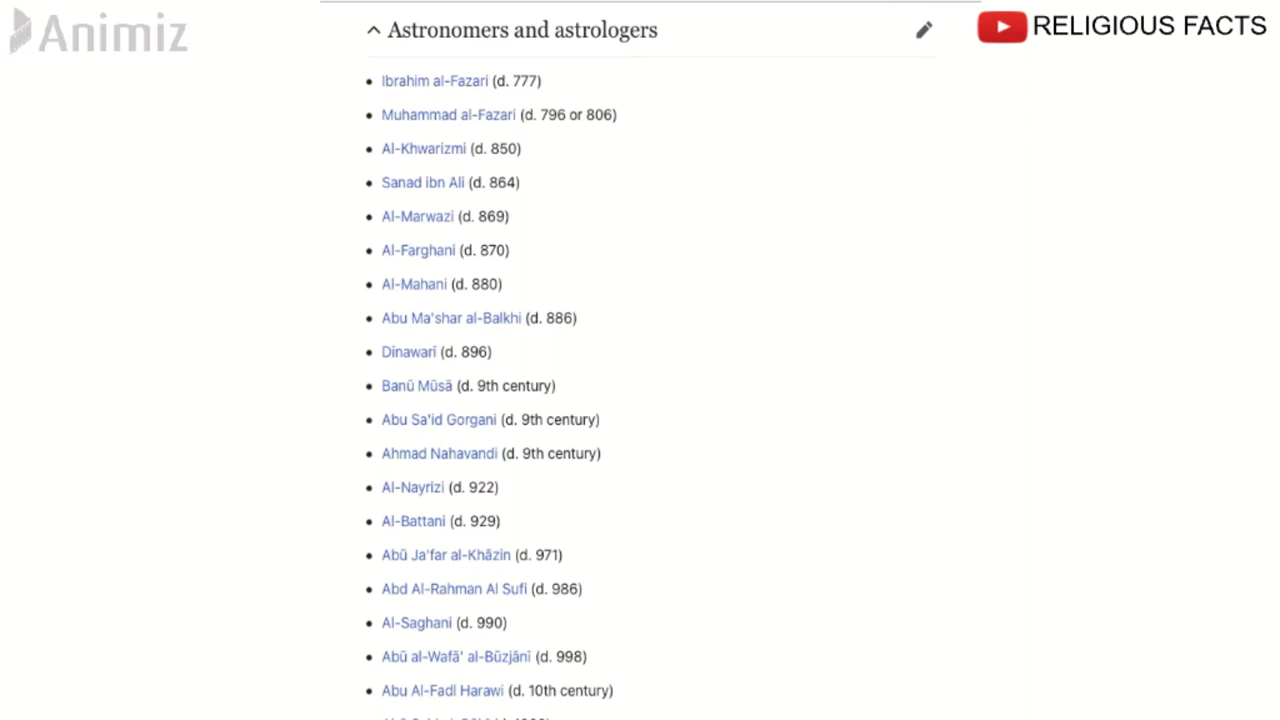 Animiz
Astronomers and astrologers
RELIGIOUS FACTS
Ibrahim al-Fazari (d. 777)
Muhammad al-Fazari (d. 796 or 806)
Al-Khwarizmi (d. 850)
Sanad ibn Ali (d. 864)
Al-Marwazi (d. 869)
Al-Farghani (d. 870)
Al-Mahani (d. 880)
Abu Ma'shar al-Balkhi (d. 886)
Dīnawarī (d. 896)
Banū Mūsā (d. 9th century)
Abu Sa'id Gorgani (d. 9th century)
Ahmad Nahavandi (d. 9th century)
Al-Nayrizi (d. 922)
Al-Battani (d. 929)
Abū Ja'far al-Khāzin (d. 971)
Abd Al-Rahman Al Sufi (d. 986)
Al-Saghani (d. 990)
Abū al-Wafā' al-Būzjānī (d. 998)
Abu Al-Fadl Harawi (d. 10th century)